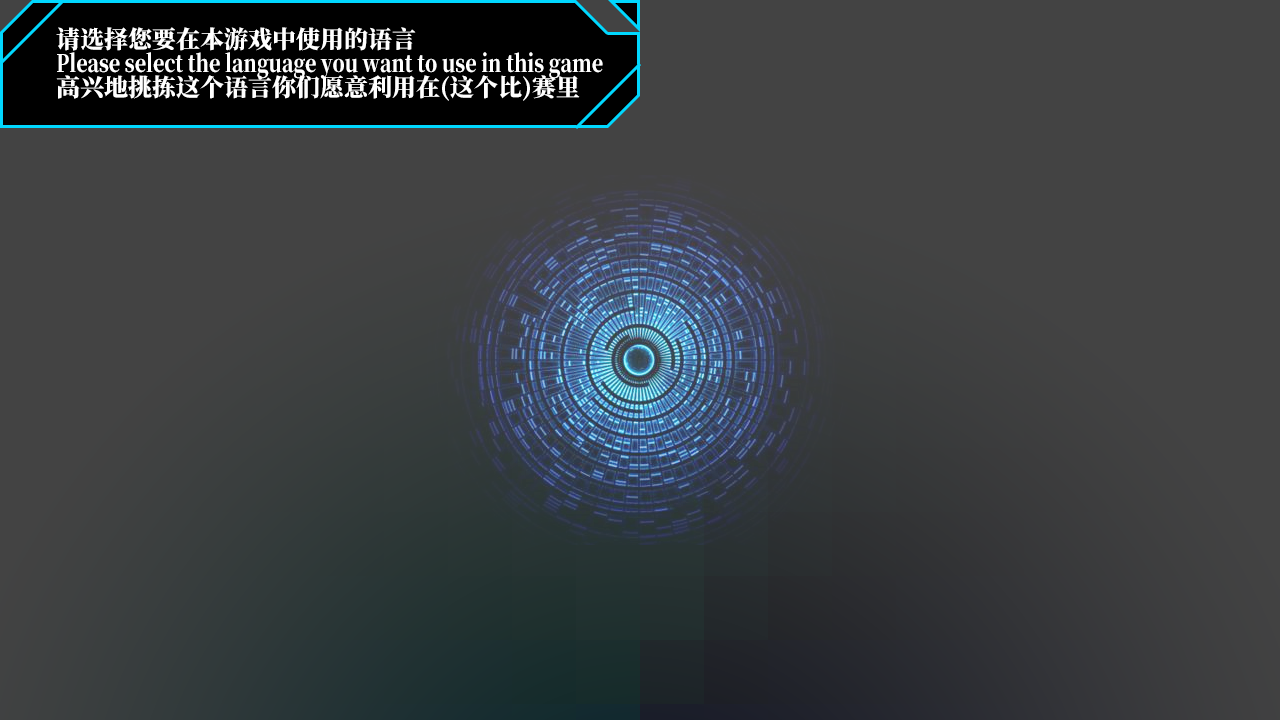 请选择您要在本游戏中使用的语言
Please select the language you want to use in this game
高兴地挑拣这个语言你们愿意利用在(这个比)赛里